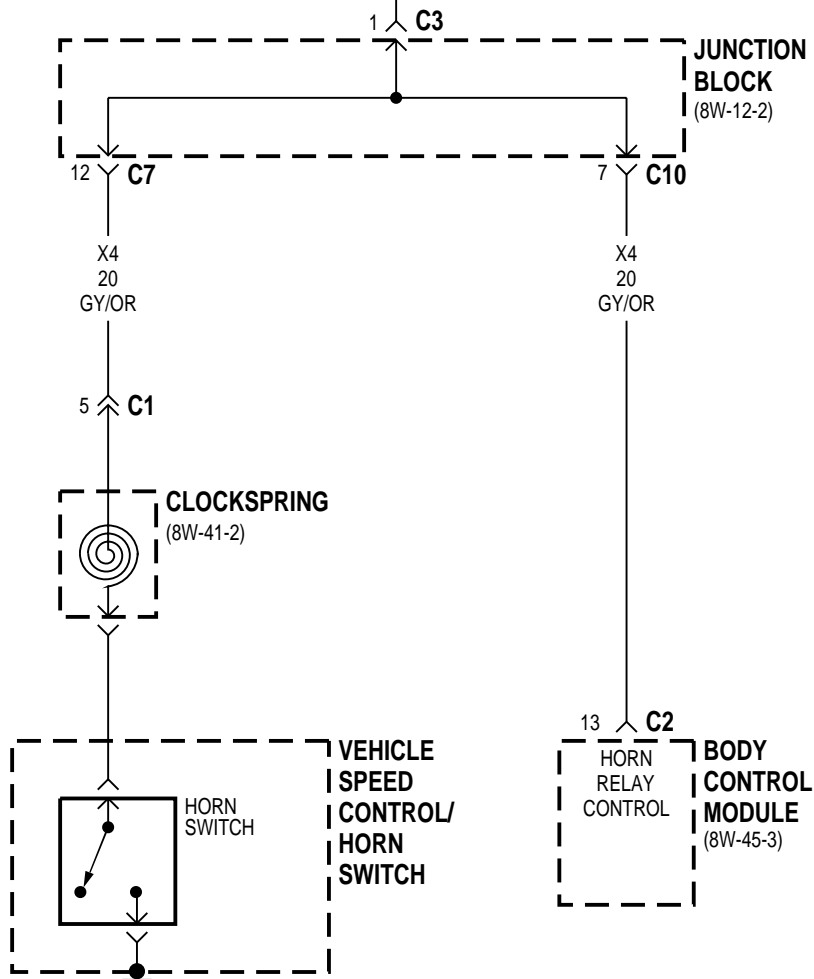 1 C3
JUNCTION
BLOCK
(8W-12-2)
12 C7
7 C10
X4
20
GY/OR
X4
20
GY/OR
5 C1
CLOCKSPRING
(8W-41-2)
13 C2
VEHICLE
SPEED
CONTROL/
HORN
SWITCH
HORN
SWITCH
HORN
RELAY
CONTROL
BODY
CONTROL
MODULE
(8W-45-3)